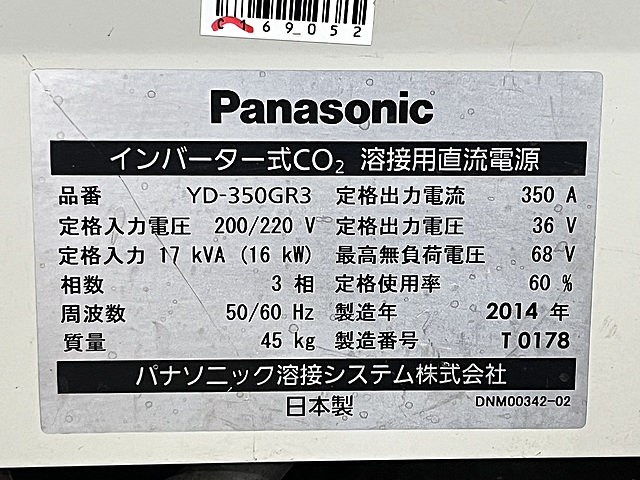 C169052
Panasonic
インバーター式CO₂ 溶接用直流電源
品番 YD-350GR3 定格出力電流 350 A
定格入力電圧 200/220 V 定格出力電圧 36 V
定格入力 17 kVA (16 kW) 最高無負荷電圧 68 V
相数 3 相 定格使用率 60 %
周波数 50/60 Hz 製造年 2014 年
質量 45 kg 製造番号 T0178
パナソニック溶接システム株式会社
日本製 DNM00342-02